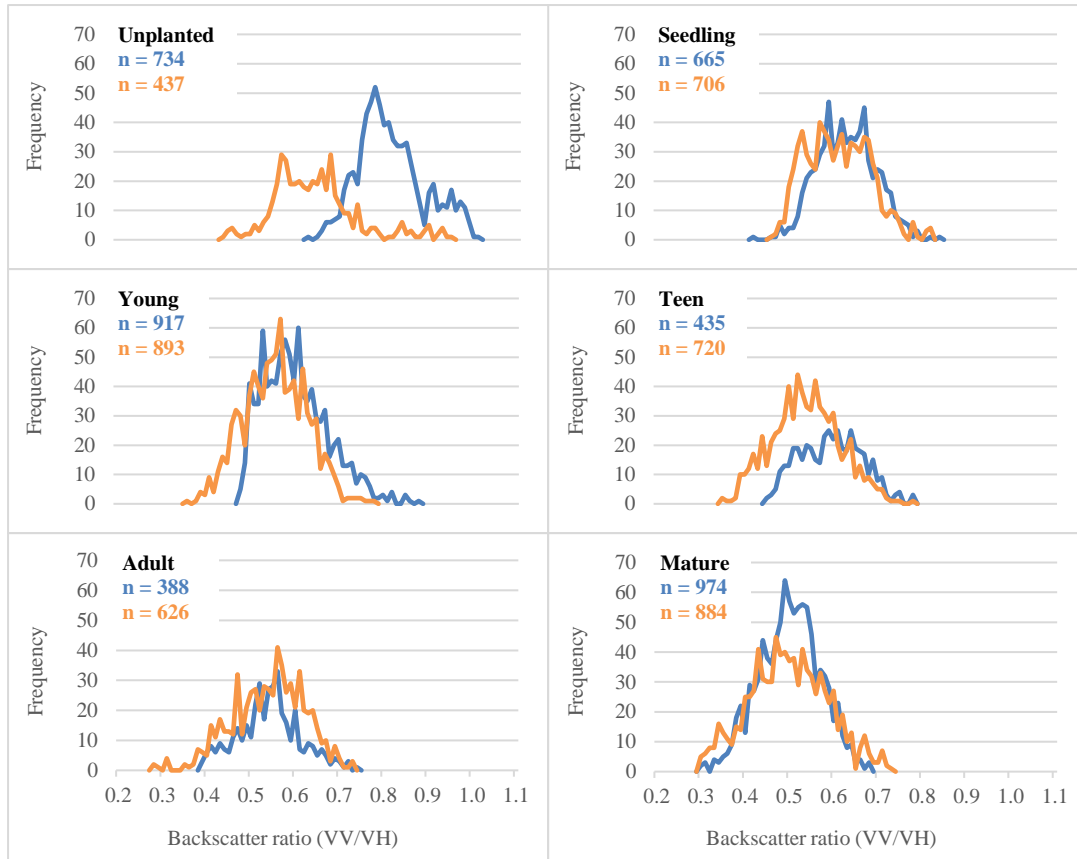 Unplanted
n = 734
n = 437
Frequency
70
60
50
40
30
20
10
0
Seedling
n = 665
n = 706
Frequency
70
60
50
40
30
20
10
0
Young
n = 917
n = 893
Frequency
70
60
50
40
30
20
10
0
Teen
n = 435
n = 720
Frequency
70
60
50
40
30
20
10
0
Adult
n = 388
n = 626
Frequency
70
60
50
40
30
20
10
0
0.2 0.3 0.4 0.5 0.6 0.7 0.8 0.9 1.0 1.1
Backscatter ratio (VV/VH)
Mature
n = 974
n = 884
Frequency
70
60
50
40
30
20
10
0
0.2 0.3 0.4 0.5 0.6 0.7 0.8 0.9 1.0 1.1
Backscatter ratio (VV/VH)